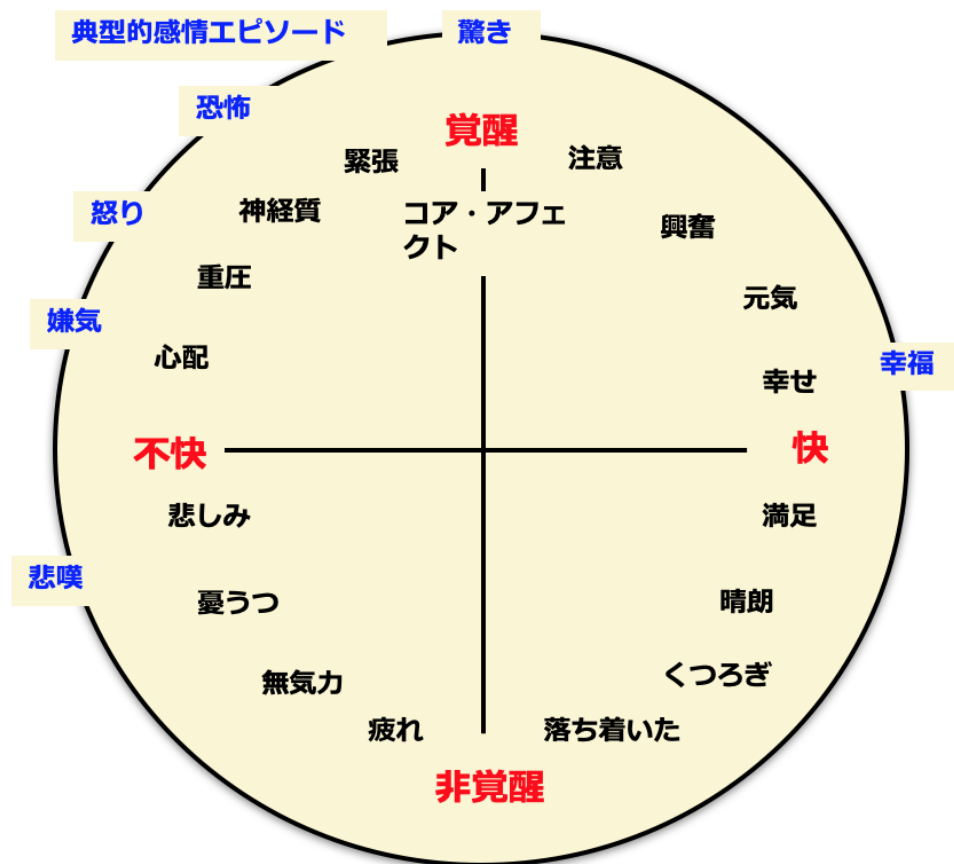 典型的感情エピソード
驚き
恐怖
覚醒
緊張
注意
怒り
神経質
コア・アフェ
クト
興奮
重圧
元気
嫌気
心配
幸せ
幸福
不快
快
悲しみ
満足
悲嘆
憂うつ
晴朗
無気力
くつろぎ
疲れ
落ち着いた
非覚醒